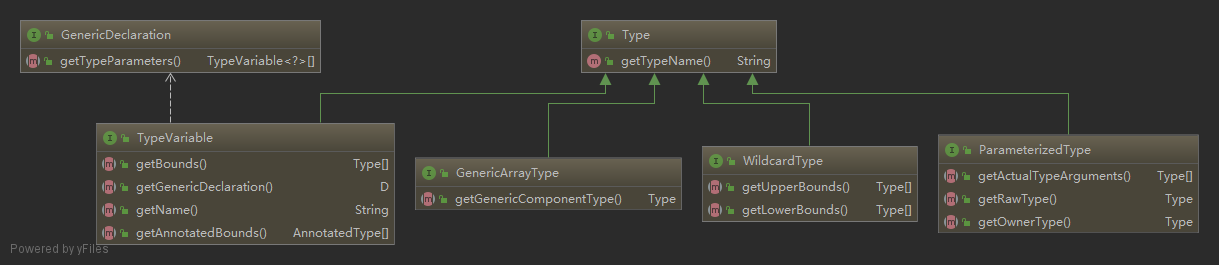 GenericDeclaration
getTypeParameters() TypeVariable<?>[]
Type
getTypeName() String
TypeVariable
getBounds() Type[]
getGenericDeclaration() D
getName() String
getAnnotatedBounds() AnnotatedType[]
GenericArrayType
getGenericComponentType() Type
WildcardType
getUpperBounds() Type[]
getLowerBounds() Type[]
ParameterizedType
getActualTypeArguments() Type[]
getRawType() Type
getOwnerType() Type
Powered by yFiles